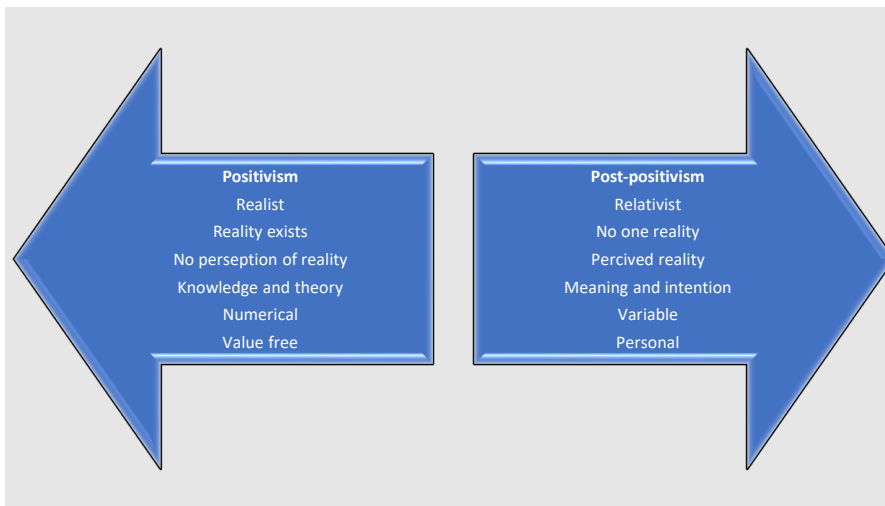 Positivism
Realist
Reality exists
No perseption of reality
Knowledge and theory
Numerical
Value free
Post-positivism
Relativist
No one reality
Percived reality
Meaning and intention
Variable
Personal